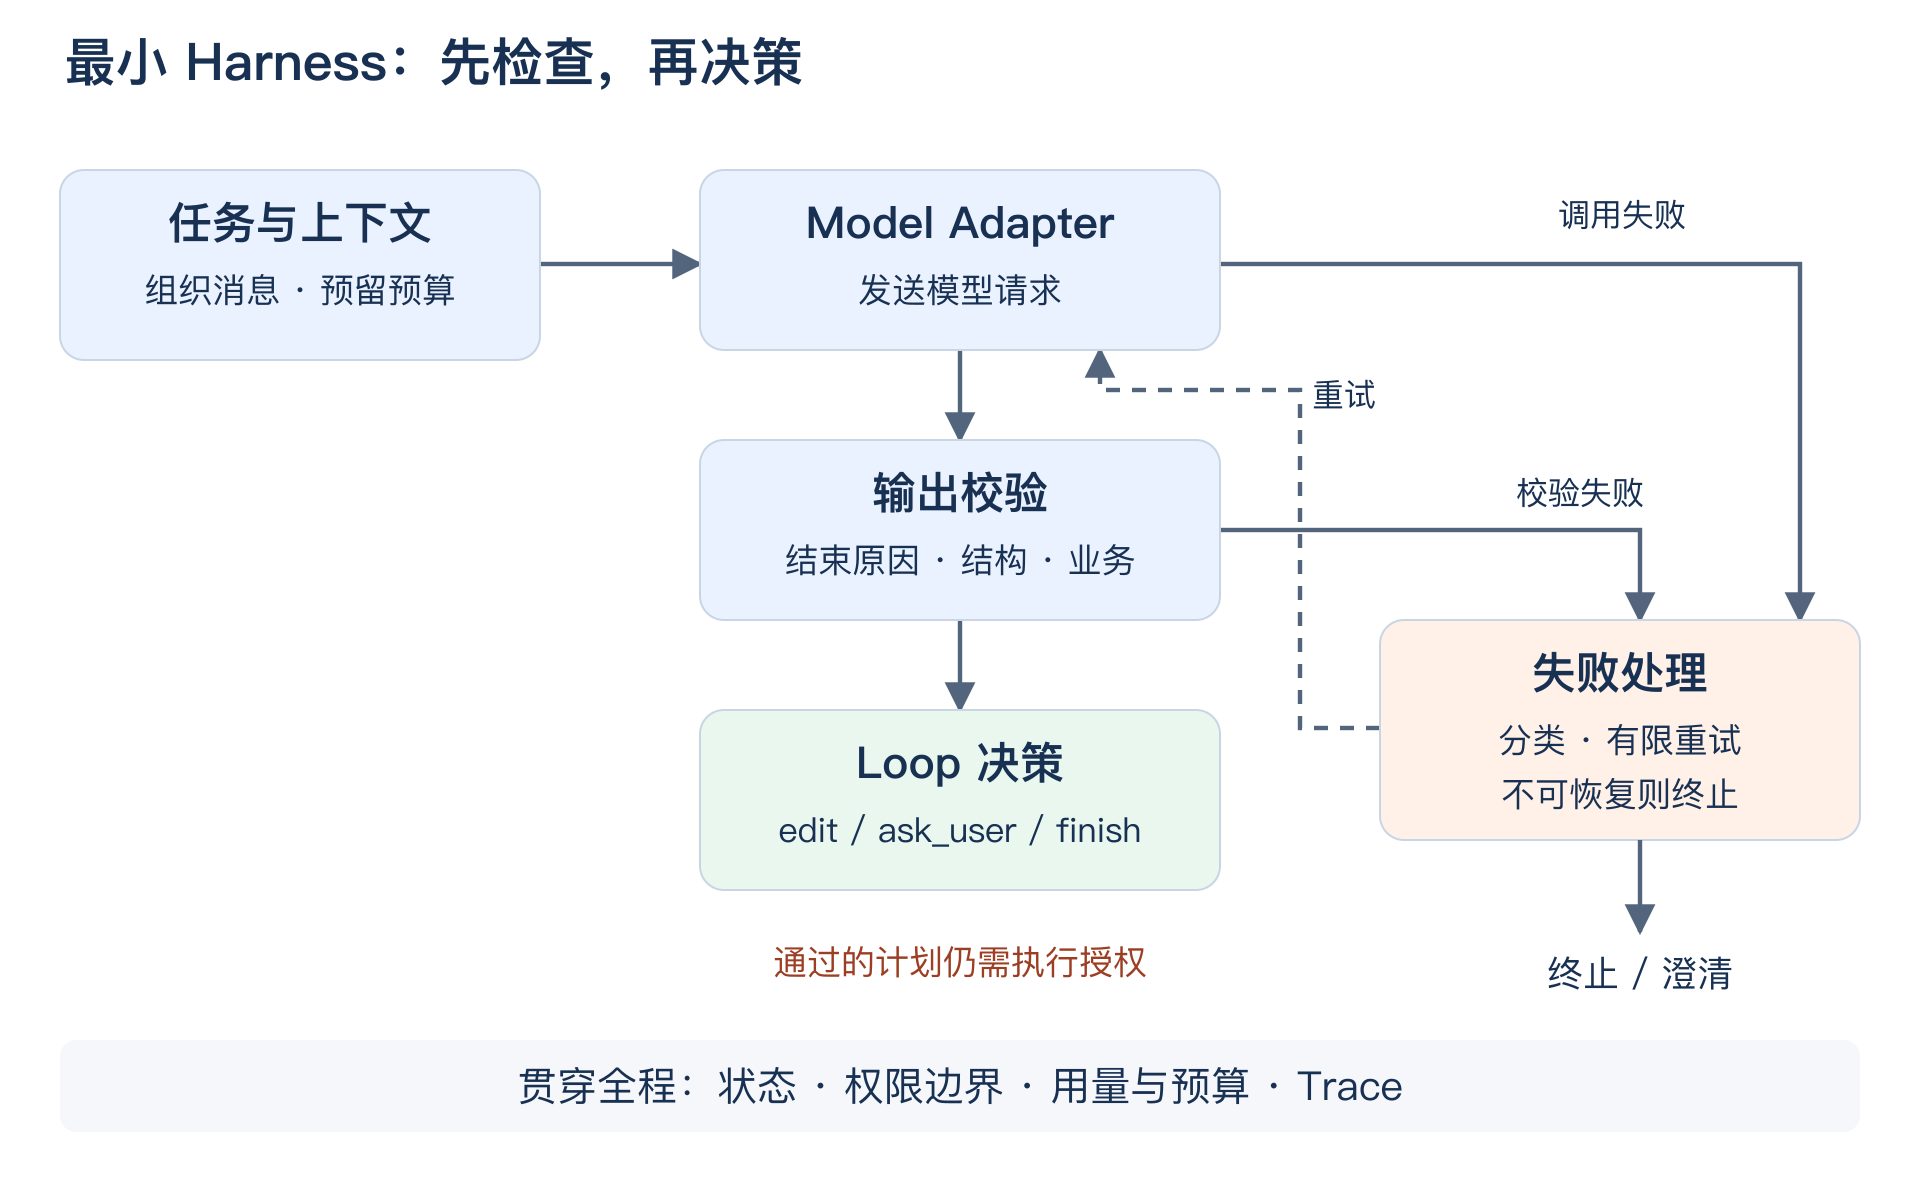 最小 Harness：先检查，再决策
任务与上下文
组织消息 · 预留预算
Model Adapter
发送模型请求
调用失败
重试
输出校验
结束原因 · 结构 · 业务
校验失败
失败处理
分类 · 有限重试
不可恢复则终止
Loop 决策
edit / ask_user / finish
通过的计划仍需执行授权
终止 / 澄清
贯穿全程：状态 · 权限边界 · 用量与预算 · Trace